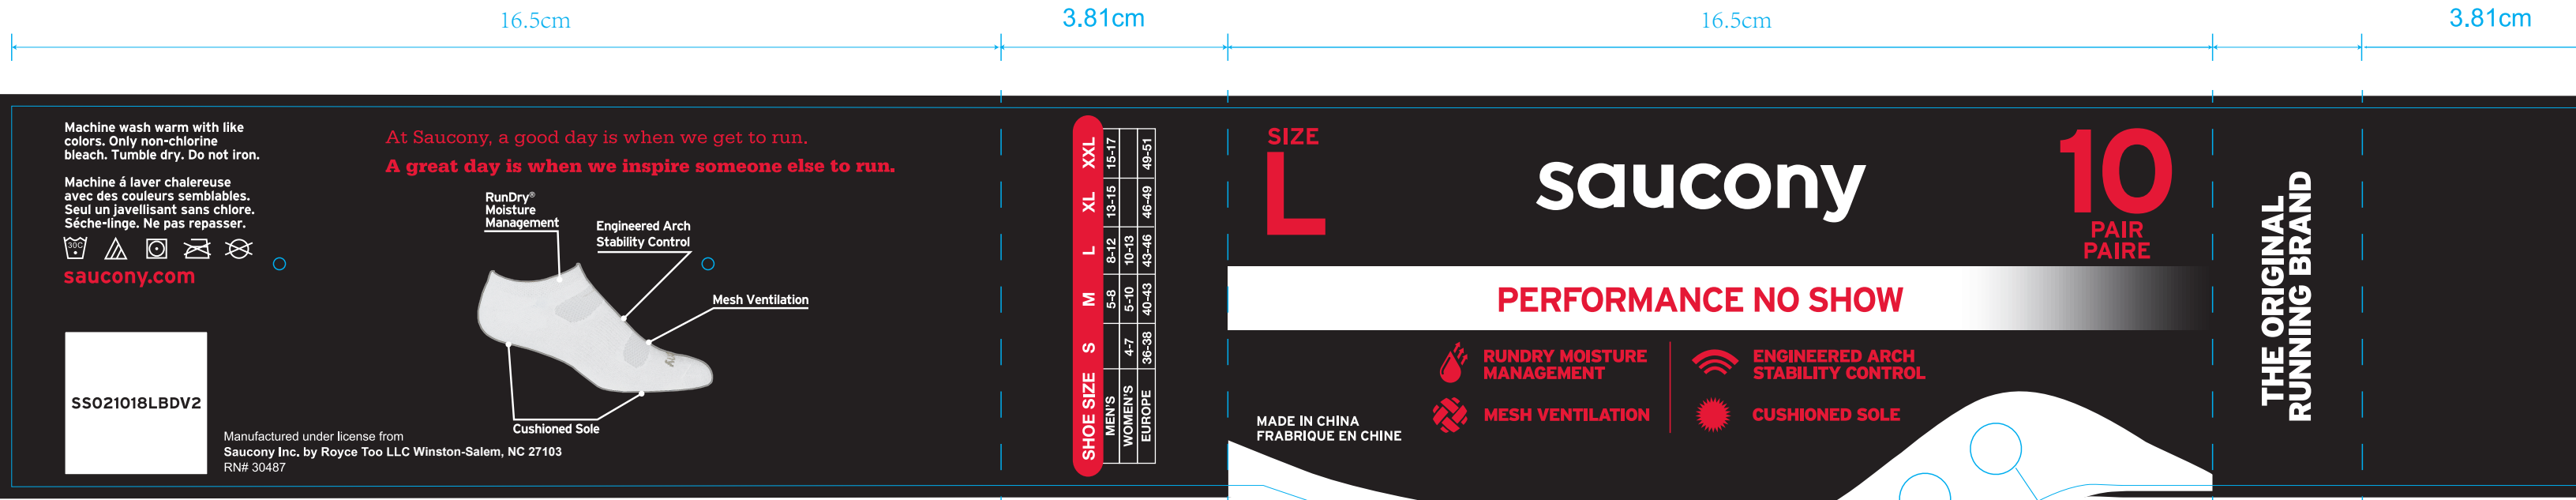 16.5cm
3.81cm
16.5cm
3.81cm
Machine wash warm with like
colors. Only non-chlorine
bleach. Tumble dry. Do not iron.
Machine á laver chalereuse
avec des couleurs semblables.
Seul un javellisant sans chlore.
Séche-linge. Ne pas repasser.
30C
saucony.com
SS021018LBDV2
At Saucony, a good day is when we get to run.
A great day is when we inspire someone else to run.
RunDry®
Moisture
Management
Engineered Arch
Stability Control
Mesh Ventilation
Cushioned Sole
Manufactured under license from
Saucony Inc. by Royce Too LLC Winston-Salem, NC 27103
RN# 30487
SHOE SIZE S M L XL XXL
MEN'S 5-8 8-12 13-15 15-17
WOMEN'S 4-7 5-10 10-13
EUROPE 36-38 40-43 43-46 46-49 49-51
SIZE
L
saucony
10
PAIR
PAIRE
PERFORMANCE NO SHOW
RUNDRY MOISTURE
MANAGEMENT
ENGINEERED ARCH
STABILITY CONTROL
MESH VENTILATION
CUSHIONED SOLE
MADE IN CHINA
FRABRIQUE EN CHINE
THE ORIGINAL
RUNNING BRAND